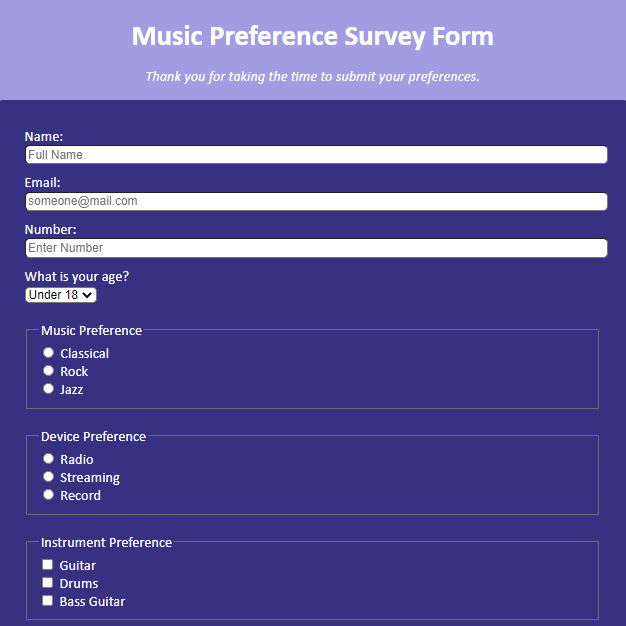 Music Preference Survey Form
Thank you for taking the time to submit your preferences.
Name:
Full Name
Email:
someone@mail.com
Number:
Enter Number
What is your age?
Under 18
Music Preference
Classical
Rock
Jazz
Device Preference
Radio
Streaming
Record
Instrument Preference
Guitar
Drums
Bass Guitar